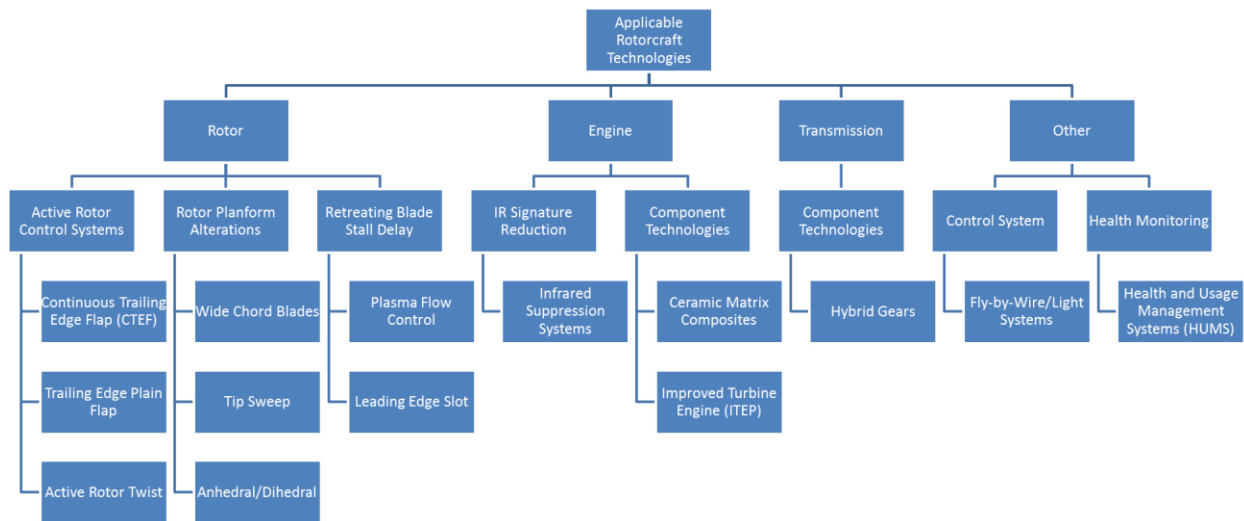 Applicable
Rotorcraft
Technologies
Rotor
Engine
Transmission
Other
Active Rotor
Control Systems
Rotor Planform
Alterations
Retreating Blade
Stall Delay
IR Signature
Reduction
Component
Technologies
Component
Technologies
Control System
Health Monitoring
Continuous Trailing
Edge Flap (CTEF)
Wide Chord Blades
Plasma Flow
Control
Infrared
Suppression
Systems
Ceramic Matrix
Composites
Hybrid Gears
Fly-by-Wire/Light
Systems
Health and Usage
Management
Systems (HUMS)
Trailing Edge Plain
Flap
Tip Sweep
Leading Edge Slot
Improved Turbine
Engine (ITEP)
Active Rotor Twist
Anhedral/Dihedral